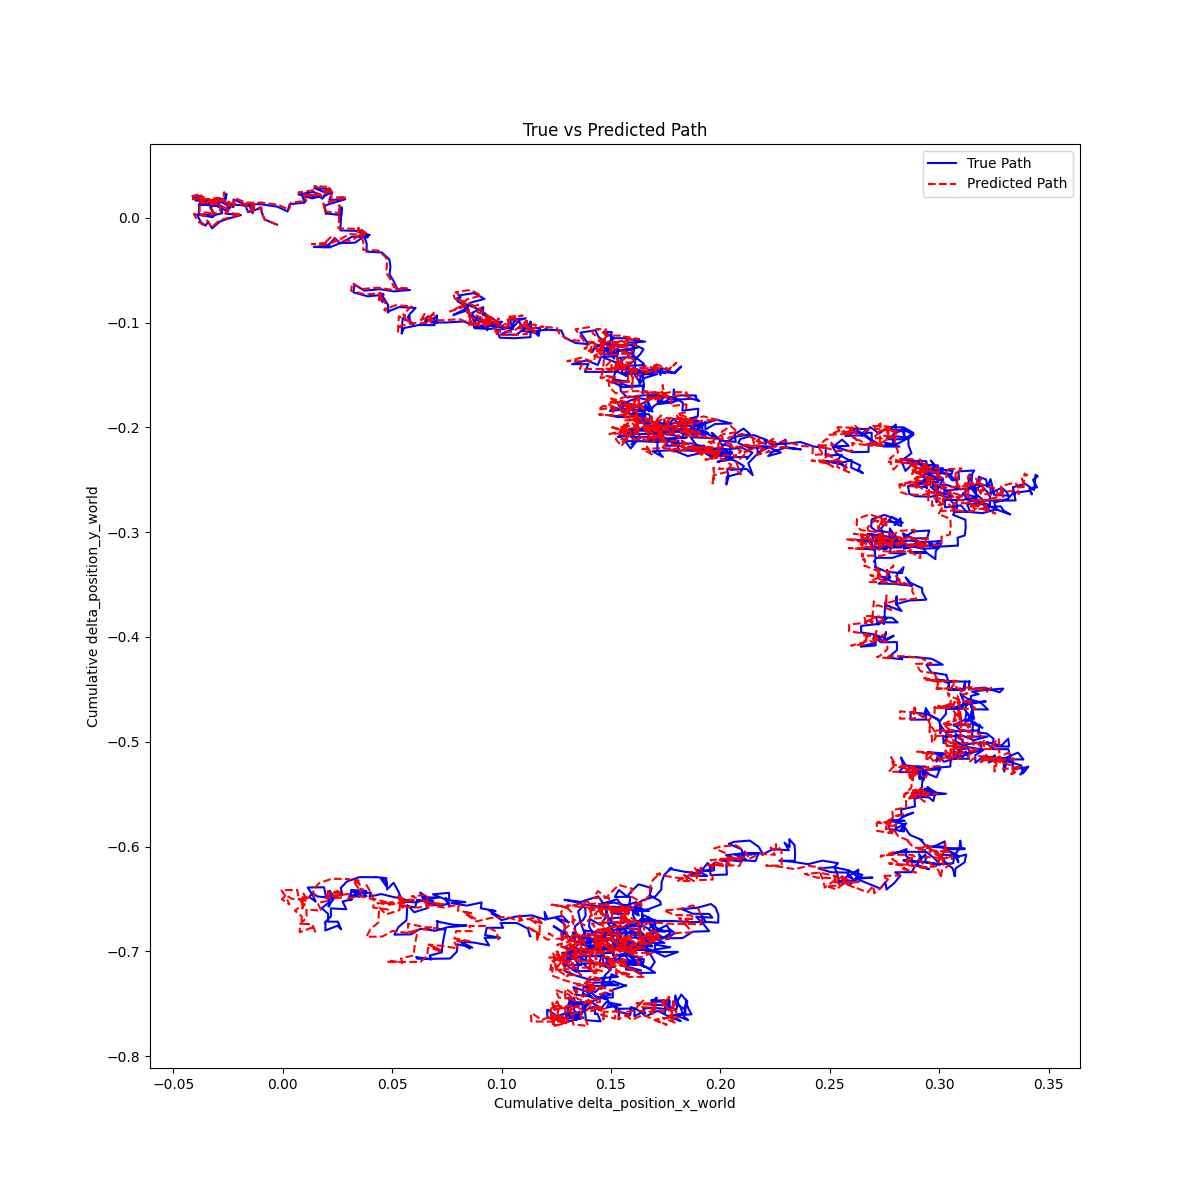 True vs Predicted Path
True Path
Predicted Path
0.0
−0.1
−0.2
−0.3
−0.4
−0.5
−0.6
−0.7
−0.8
Cumulative delta_position_y_world
−0.05 0.00 0.05 0.10 0.15 0.20 0.25 0.30 0.35
Cumulative delta_position_x_world